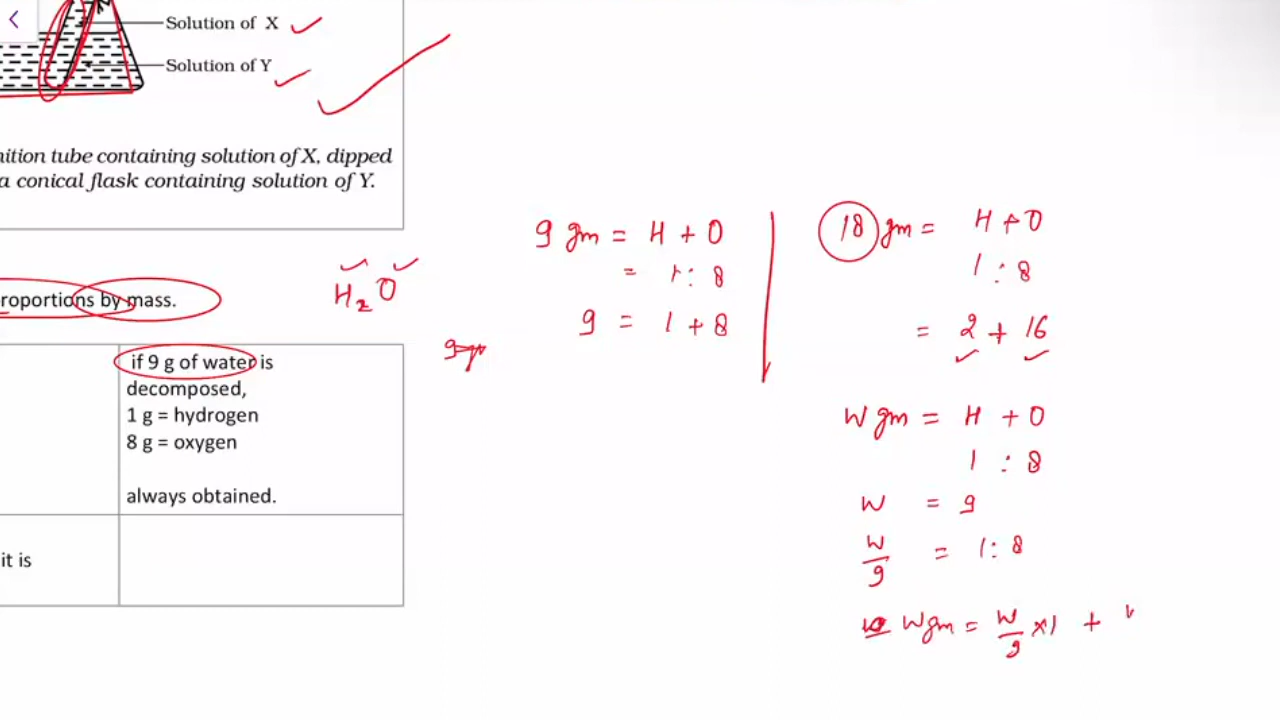 Solution of X
Solution of Y
nition tube containing solution of X, dipped
a conical flask containing solution of Y.
roportions by mass.
H₂O
if 9 g of water is
decomposed,
1 g = hydrogen
8 g = oxygen
always obtained.
it is
9 gm = H + O
= 1 : 8
9 = 1 + 8
18 gm = H + O
1 : 8
= 2 + 16
W gm = H + O
1 : 8
W = 9
W/9 = 1 : 8
W gm = W/9 × 1 +